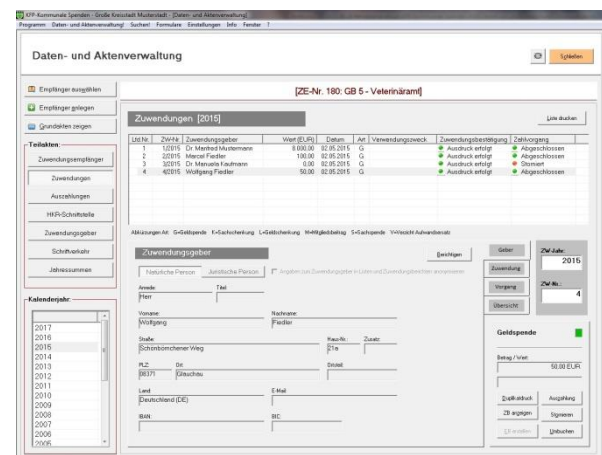 KFP-Kommunale Spenden - Große Kreisstadt Musterstadt - [Daten- und Aktenverwaltung]
Programm Daten- und Aktenverwaltung! Suchen! Formulare Einstellungen Info Fenster ?
Daten- und Aktenverwaltung
Schließen
Empfänger auswählen
[ZE-Nr. 180: GB 5 - Veterinäramt]
Empfänger anlegen
Grundakten zeigen
Zuwendungen [2015]
Liste drucken
Teilakten:
Zuwendungsempfänger
Zuwendungen
Auszahlungen
HKR-Schnittstelle
Zuwendungsgeber
Schriftverkehr
Jahressummen
Lfd.Nr. ZW-Nr. Zuwendungsgeber Wert (EUR) Datum Art Verwendungszweck Zuwendungsbestätigung Zahlvorgang
1 1/2015 Dr. Manfred Mustermann 8.000,00 02.05.2015 G Ausdruck erfolgt Abgeschlossen
2 2/2015 Marcel Fiedler 100,00 02.05.2015 G Ausdruck erfolgt Abgeschlossen
3 3/2015 Dr. Manuela Kaufmann 0,00 02.05.2015 G Ausdruck erfolgt Storniert
4 4/2015 Wolfgang Fiedler 50,00 02.05.2015 G Ausdruck erfolgt Abgeschlossen
Abkürzungen Art: G=Geldspende K=Sachschenkung L=Geldschenkung M=Mitgliedsbeitrag S=Sachspende V=Verzicht Aufwandsersatz
Zuwendungsgeber
Berichtigen
Natürliche Person Juristische Person
Anrede: Titel:
Herr
Vorname: Nachname:
Wolfgang Fiedler
Straße: Haus-Nr.: Zusatz:
Schönbörnchener Weg 21a
PLZ: Ort: Ortsteil:
08371 Glauchau
Land: E-Mail:
Deutschland (DE)
IBAN: BIC:
Geber
Zuwendung
Vorgang
Übersicht
ZW-Jahr:
2015
ZW-Nr.:
4
Geldspende
Betrag / Wert:
50,00 EUR
Duplikatdruck Auszahlung
ZB anzeigen Stornieren
Umbuchen
Kalenderjahr:
2017
2016
2015
2014
2013
2012
2011
2010
2009
2008
2007
2006
2005